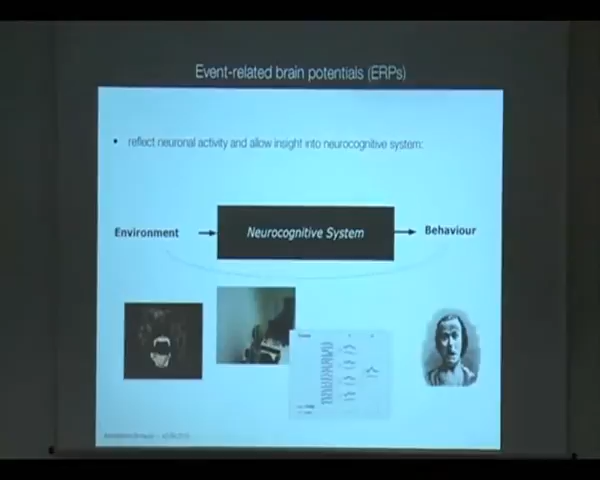 Event-related brain potentials (ERPs)
• reflect neuronal activity and allow insight into neurocognitive system:
Environment
Neurocognitive System
Behaviour